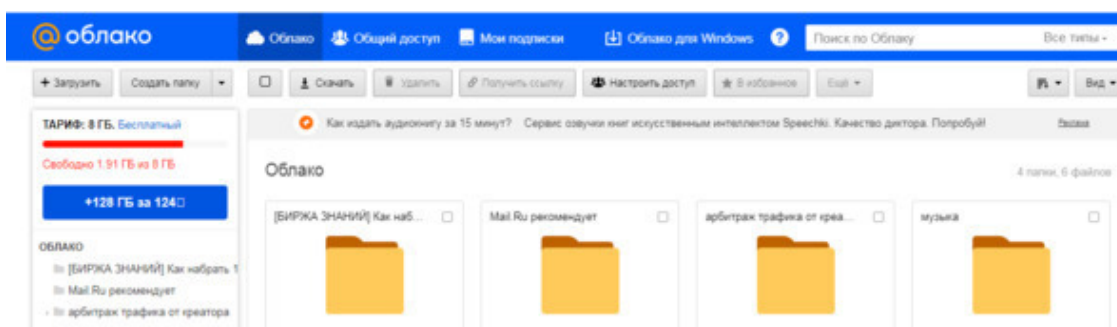 облако
Облако
Общий доступ
Мои подписки
Облако для Windows
?
Поиск по Облаку
Все типы
+ Загрузить
Создать папку
Скачать
Удалить
Получить ссылку
Настроить доступ
В избранное
Ещё
Вид
ТАРИФ: 8 ГБ. Бесплатный
Свободно 1.91 ГБ из 8 ГБ
+128 ГБ за 124
Как издать аудиокнигу за 15 минут? Сервис озвучки книг искусственным интеллектом Speechki. Качество диктора. Попробуй!
Реклама
Облако
4 папки, 6 файлов
[БИРЖА ЗНАНИЙ] Как наб...
Mail.Ru рекомендует
арбитраж трафика от креа...
музыка
ОБЛАКО
[БИРЖА ЗНАНИЙ] Как набрать 1
Mail.Ru рекомендует
арбитраж трафика от креатора